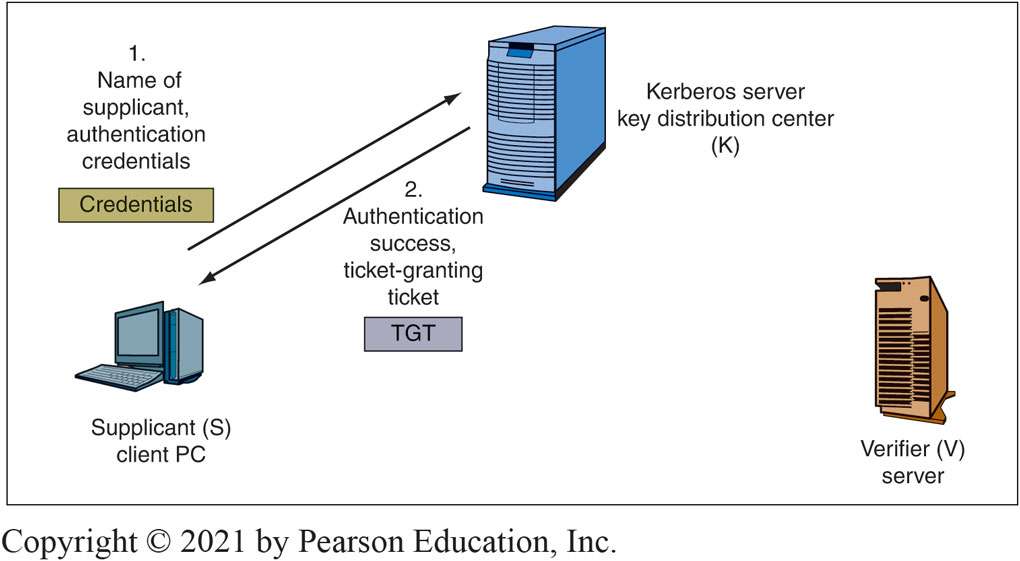 1.
Name of
supplicant,
authentication
credentials
Credentials
Kerberos server
key distribution center
(K)
2.
Authentication
success,
ticket-granting
ticket
TGT
Supplicant (S)
client PC
Verifier (V)
server
Copyright © 2021 by Pearson Education, Inc.